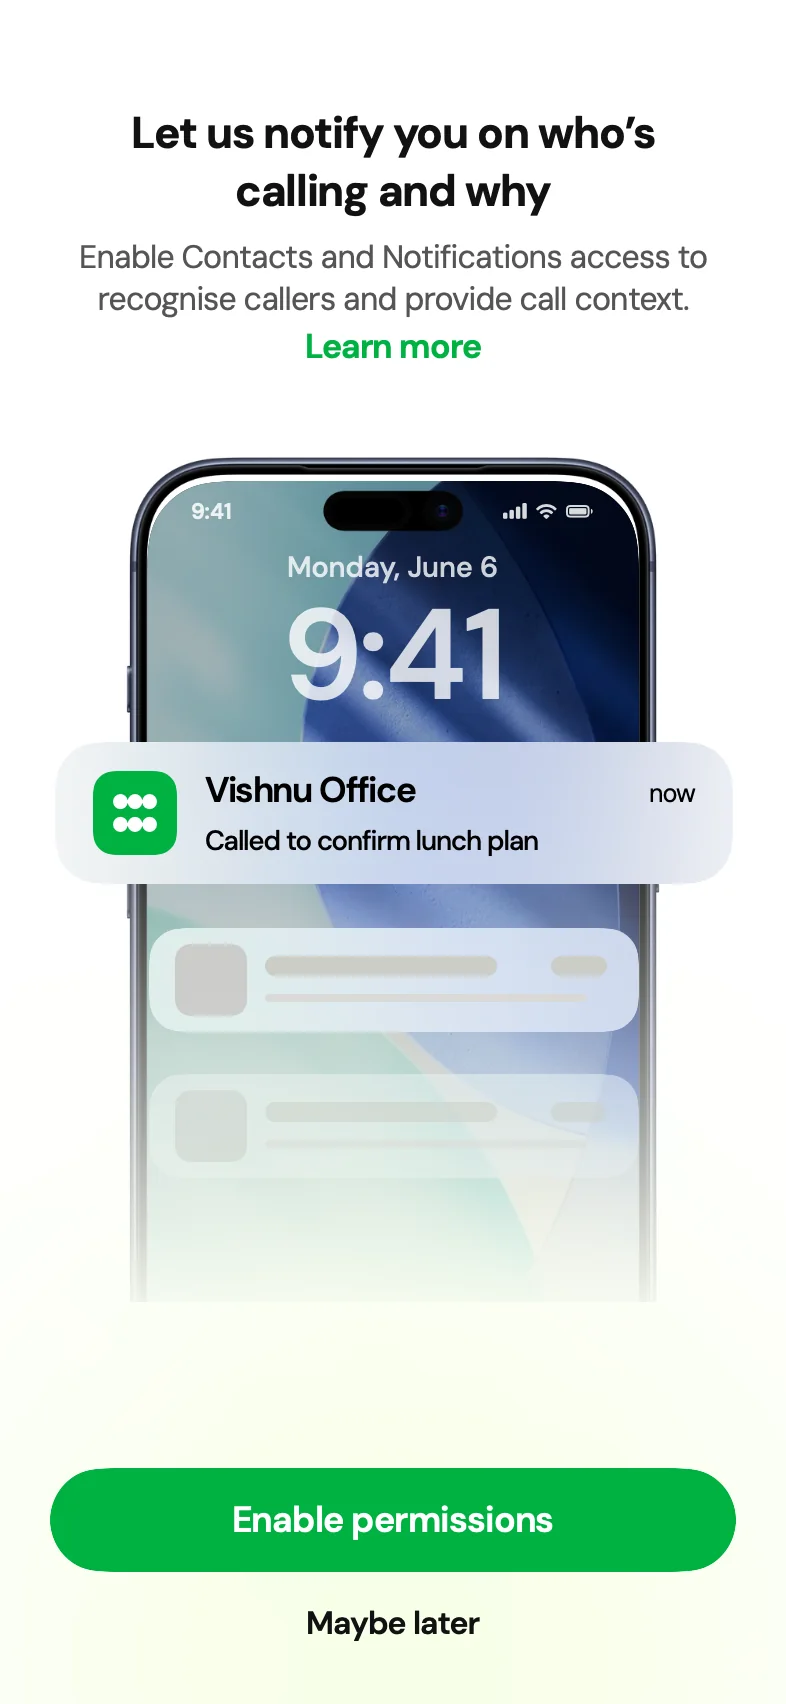 Let us notify you on who’s
calling and why
Enable Contacts and Notifications access to
recognise callers and provide call context.
Learn more
9:41
Monday, June 6
9:41
Vishnu Office
now
Called to confirm lunch plan
Enable permissions
Maybe later